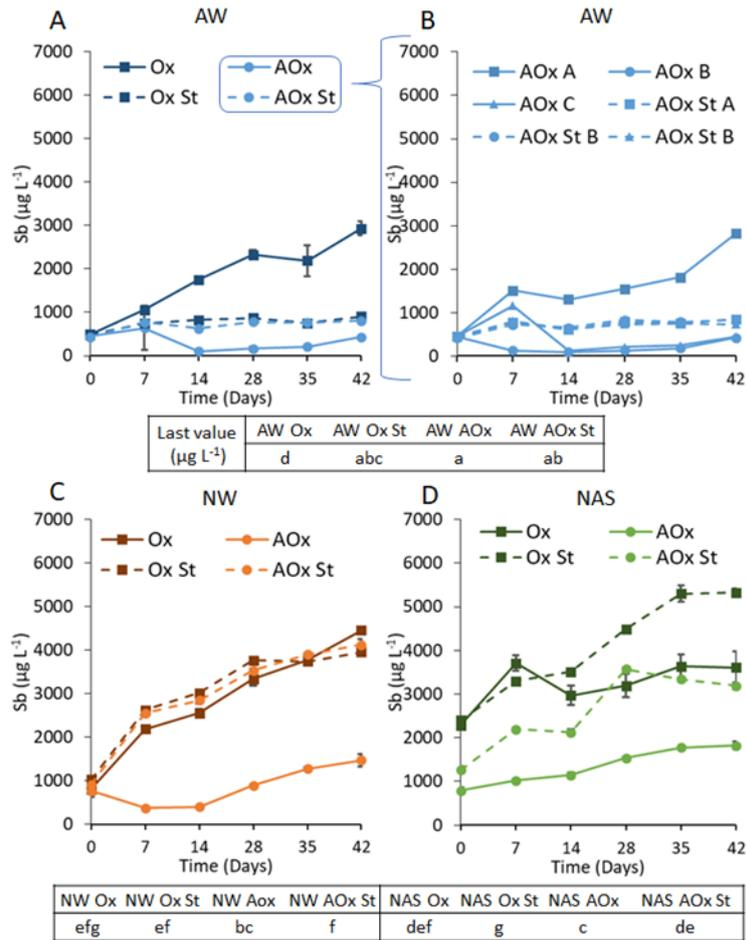 A AW
7000
6000
5000
4000
3000
2000
1000
0
Sb (µg L-1)
Ox AOx
Ox St AOx St
0 7 14 28 35 42
Time (Days)
B AW
7000
6000
5000
4000
3000
2000
1000
0
Sb (µg L-1)
AOx A AOx B
AOx C AOx St A
AOx St B AOx St B
0 7 14 28 35 42
Time (Days)
Last value (µg L-1) AW Ox AW Ox St AW AOx AW AOx St
d abc a ab
C NW
7000
6000
5000
4000
3000
2000
1000
0
Sb (µg L-1)
Ox AOx
Ox St AOx St
0 7 14 28 35 42
Time (Days)
D NAS
7000
6000
5000
4000
3000
2000
1000
0
Sb (µg L-1)
Ox AOx
Ox St AOx St
0 7 14 28 35 42
Time (Days)
NW Ox NW Ox St NW Aox NW AOx St NAS Ox NAS Ox St NAS AOx NAS AOx St
efg ef bc f def g c de